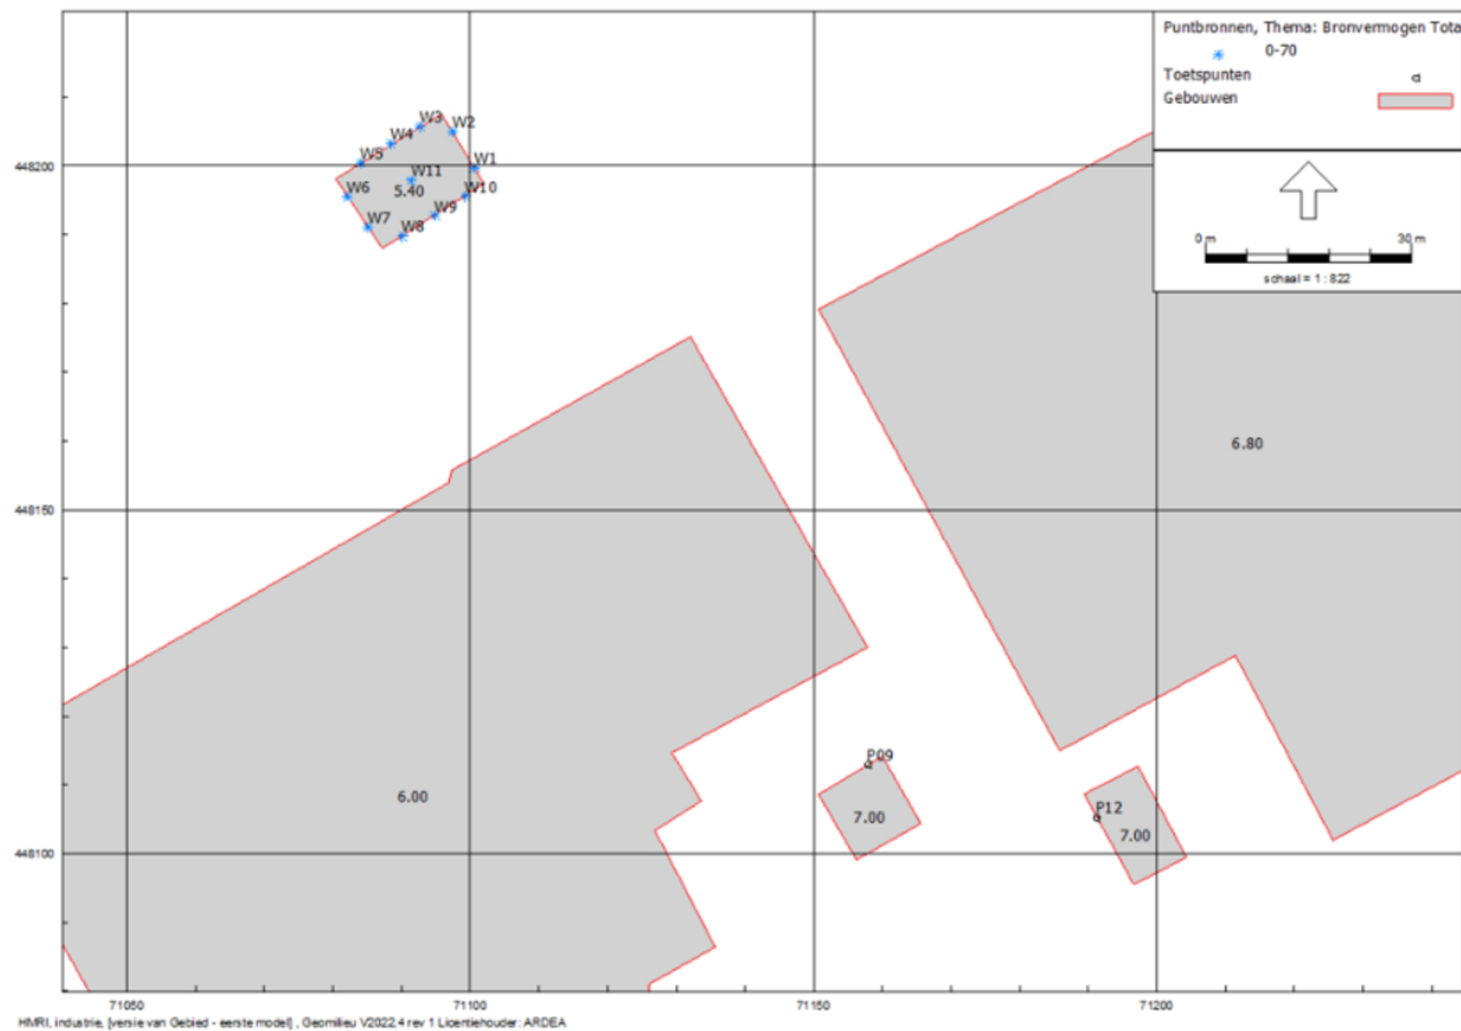 Puntbronnen, Thema: Bronvermogen Tota
0-70
Toetspunten
Gebouwen
0 m 30 m
schaal = 1 : 822
W3
W2
W4
W5
W1
W11
W6
5.40
W10
W9
W7
W8
448200
6.80
448150
P09
6.00
P12
7.00
7.00
448100
71050 71100 71150 71200
HMRI, industrie, [versie van Gebied - eerste model] , Geomilieu V2022.4 rev 1 Licentiehouder: ARDEA